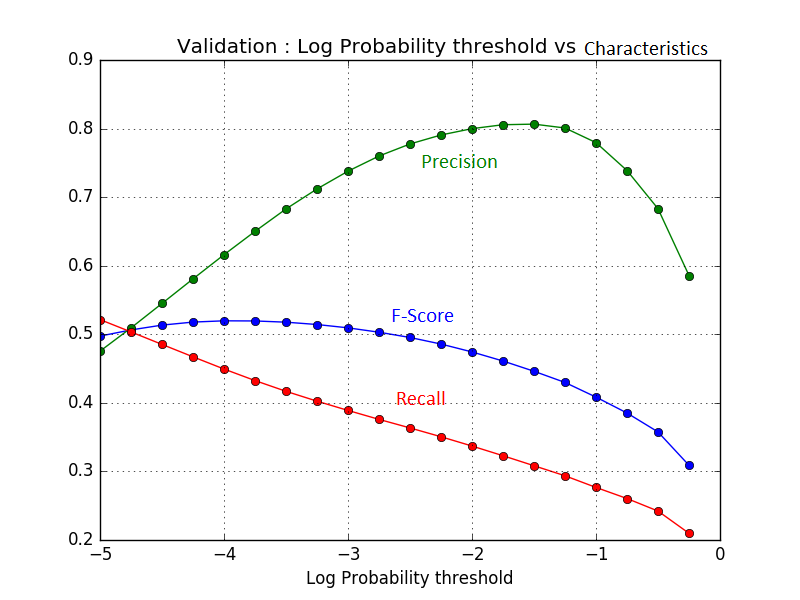 Validation : Log Probability threshold vs Characteristics
0.9
0.8
Precision
0.7
0.6
F-Score
0.5
Recall
0.4
0.3
0.2
−5 −4 −3 −2 −1 0
Log Probability threshold